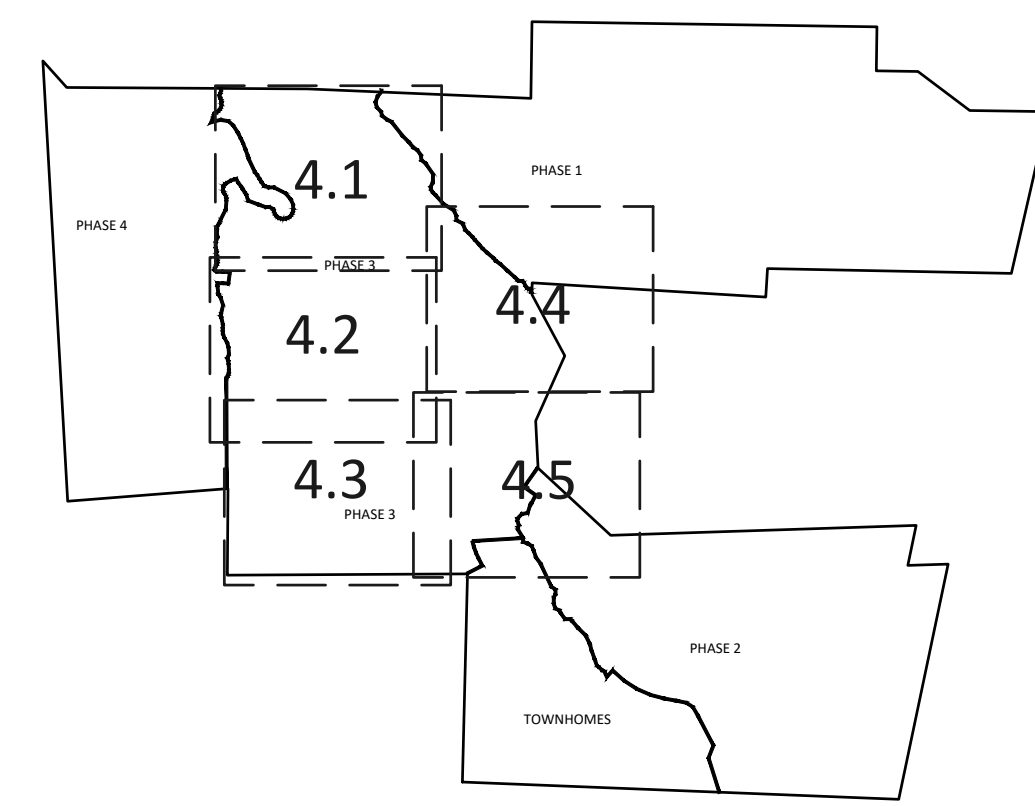 PHASE 1
4.1
PHASE 4
PHASE 3
4.4
4.2
4.3
4.5
PHASE 3
PHASE 2
TOWNHOMES